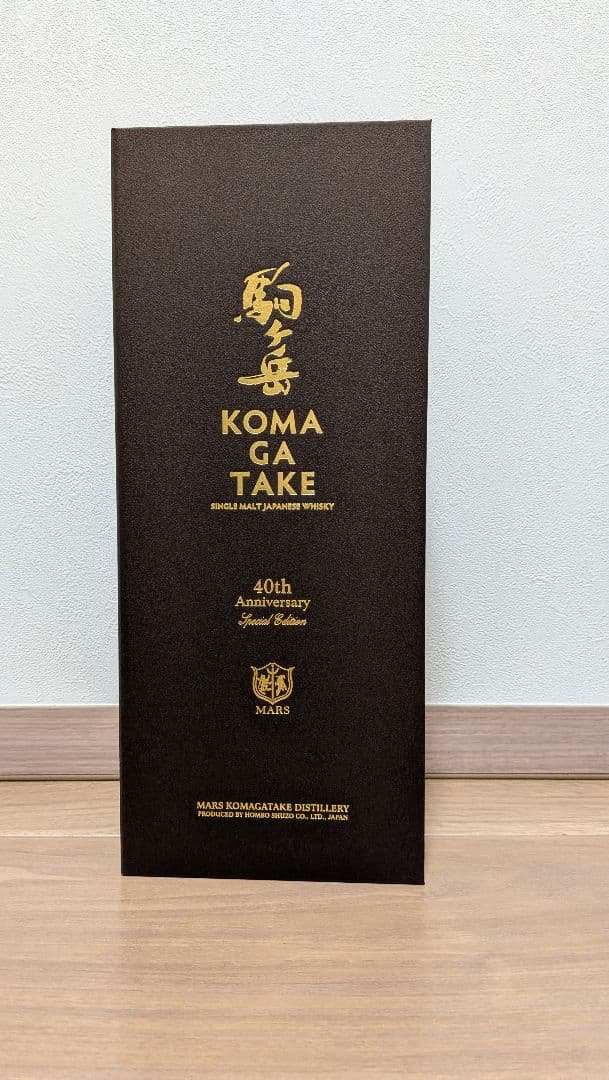 駒ヶ岳
KOMA
GA
TAKE
SINGLE MALT JAPANESE WHISKY
40th
Anniversary
Special Edition
MARS
MARS KOMAGATAKE DISTILLERY
PRODUCED BY HOMBO SHUZO CO., LTD., JAPAN